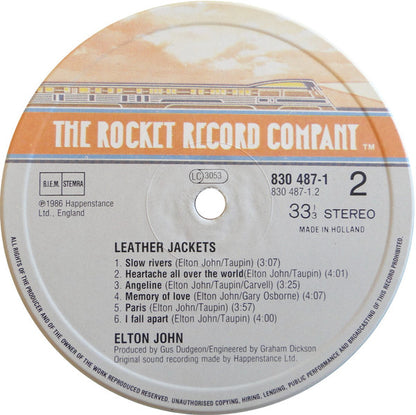 THE ROCKET RECORD COMPANY ™
B.I.E.M. STEMRA
℗1986 Happenstance
Ltd., England
LC 3053
830 487-1
830 487-1.2
2
33 1/3 STEREO
MADE IN HOLLAND
LEATHER JACKETS
1. Slow rivers (Elton John/Taupin) (3:07)
2. Heartache all over the world(Elton John/Taupin)(4:01)
3. Angeline (Elton John/Taupin/Carvell) (3:25)
4. Memory of love (Elton John/Gary Osborne) (4:00)
5. Paris (Elton John/Taupin) (3:57)
6. I fall apart (Elton John/Taupin) (4:00)
ELTON JOHN
Produced by Gus Dudgeon/Engineered by Graham Dickson
Original sound recording made by Happenstance Ltd.
ALL RIGHTS OF THE PRODUCER AND OF THE OWNER OF THE WORK REPRODUCED RESERVED. UNAUTHORISED COPYING, HIRING, LENDING, PUBLIC PERFORMANCE AND BROADCASTING OF THIS RECORD PROHIBITED.